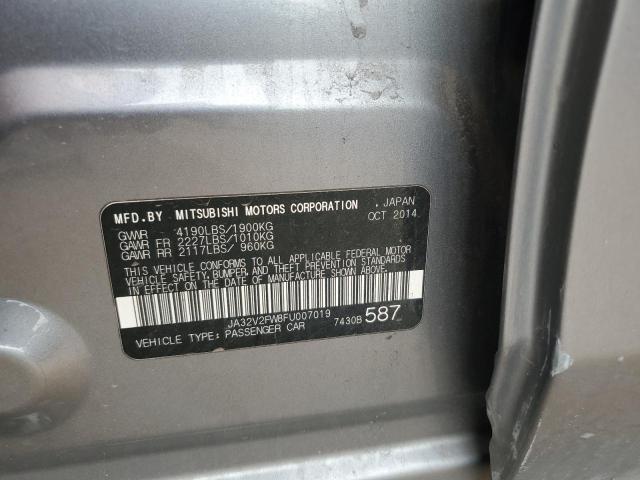 MFD.BY MITSUBISHI MOTORS CORPORATION . JAPAN
OCT 2014
GVWR 4190LBS/1900KG
GAWR FR 2227LBS/1010KG
GAWR RR 2117LBS/ 960KG
THIS VEHICLE CONFORMS TO ALL APPLICABLE FEDERAL MOTOR
VEHICLE SAFETY,BUMPER, AND THEFT PREVENTION STANDARDS
IN EFFECT ON THE DATE OF MANUFACTURE SHOWN ABOVE.
JA32V2FW8FU007019
VEHICLE TYPE: PASSENGER CAR 7430B 587